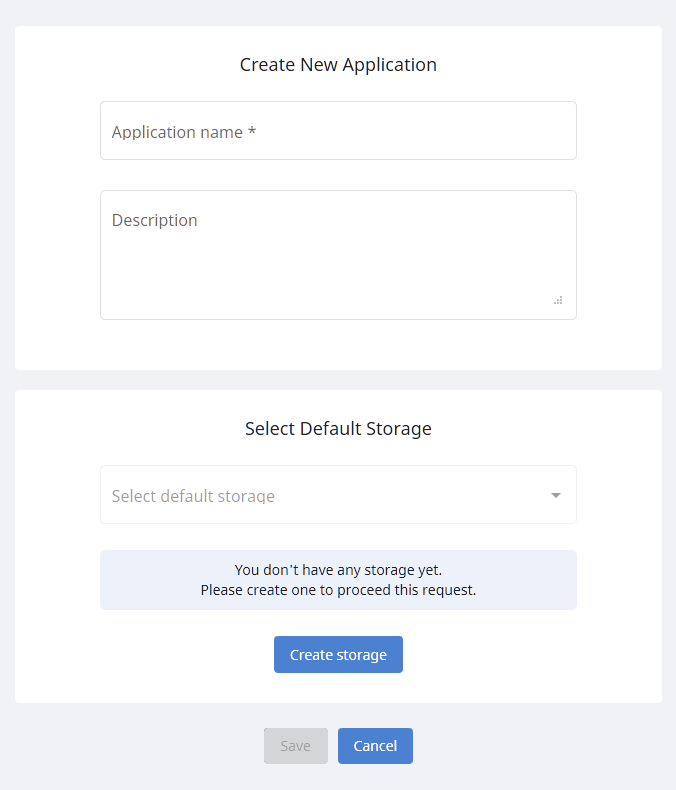 Create New Application
Application name *
Description
Select Default Storage
Select default storage
You don't have any storage yet.
Please create one to proceed this request.
Create storage
Save
Cancel